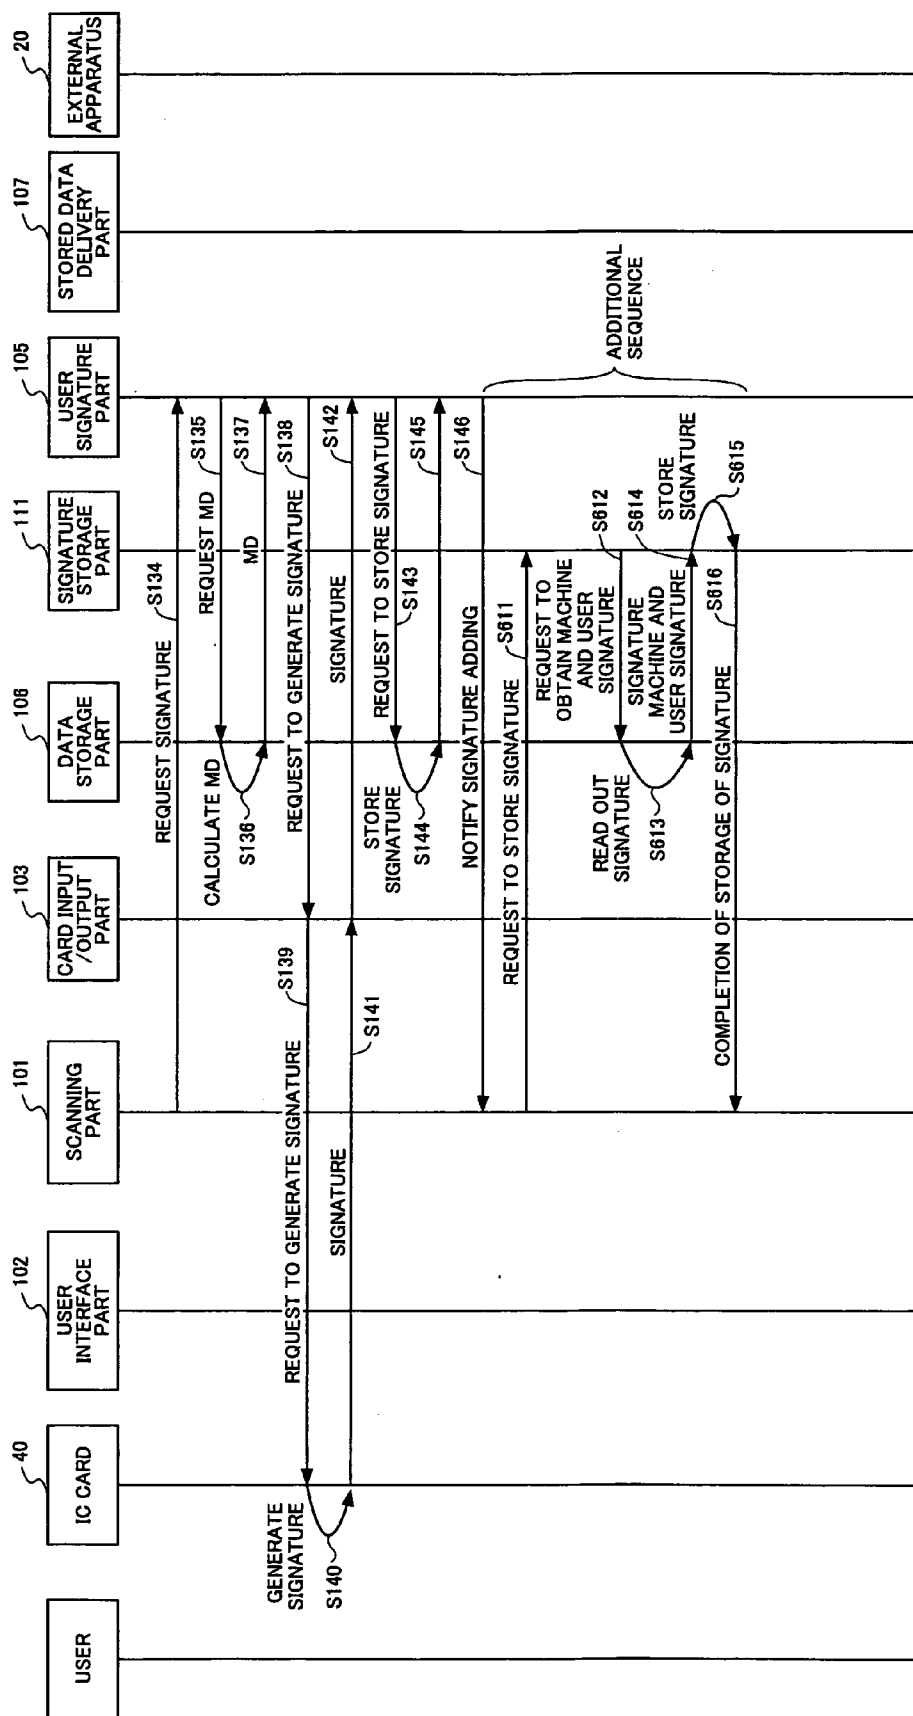 USER
IC CARD
40
USER
INTERFACE
PART
102
SCANNING
PART
101
CARD INPUT
/OUTPUT
PART
103
DATA
STORAGE
PART
106
SIGNATURE
STORAGE
PART
111
USER
SIGNATURE
PART
105
STORED DATA
DELIVERY
PART
107
EXTERNAL
APPARATUS
20
REQUEST SIGNATURE
S134
REQUEST MD
S135
CALCULATE MD
S136
MD
S137
REQUEST TO GENERATE SIGNATURE
S138
REQUEST TO GENERATE SIGNATURE
S139
GENERATE
SIGNATURE
S140
SIGNATURE
S141
SIGNATURE
S142
REQUEST TO STORE SIGNATURE
S143
STORE
SIGNATURE
S144
S145
NOTIFY SIGNATURE ADDING
S146
REQUEST TO STORE SIGNATURE
S611
REQUEST TO
OBTAIN MACHINE
AND USER
SIGNATURE
S612
READ OUT
SIGNATURE
S613
SIGNATURE
MACHINE AND
USER SIGNATURE
S614
STORE
SIGNATURE
S615
COMPLETION OF STORAGE OF SIGNATURE
S616
ADDITIONAL
SEQUENCE